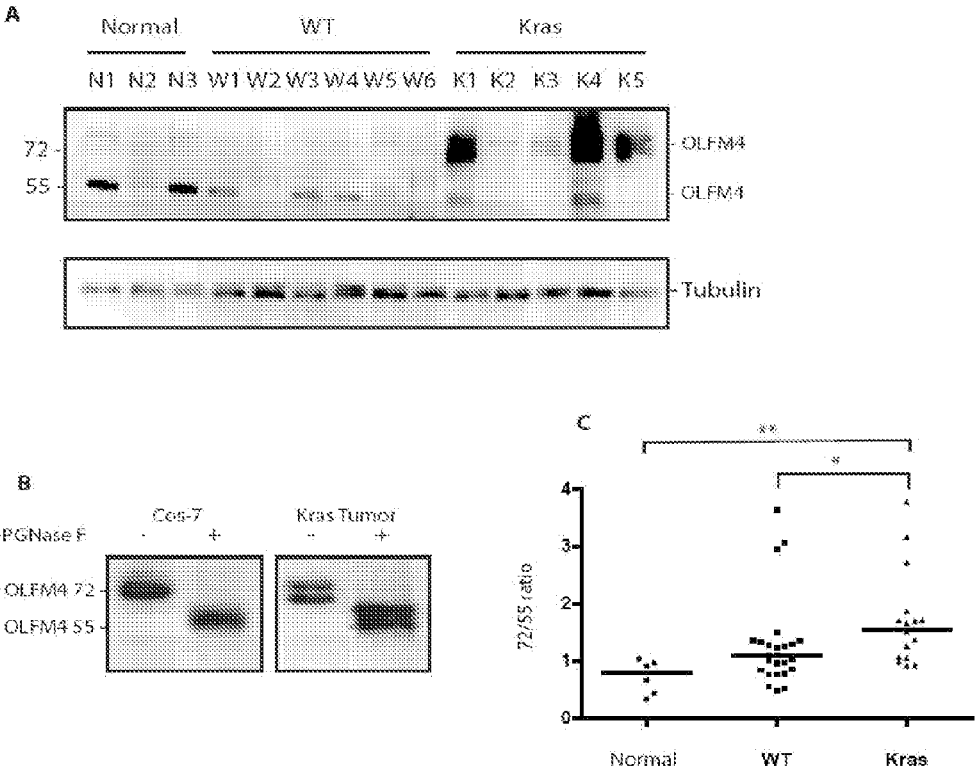 A
Normal WT Kras
N1 N2 N3 W1 W2 W3 W4 W5 W6 K1 K2 K3 K4 K5
72 - - OLFM4
55 - OLFM4
- Tubulin
B
Cos-7 Kras Tumor
PGNase F - + - +
OLFM4 72 -
OLFM4 55 -
C
**
*
4
3
2
1
0
72/55 ratio
Normal WT Kras